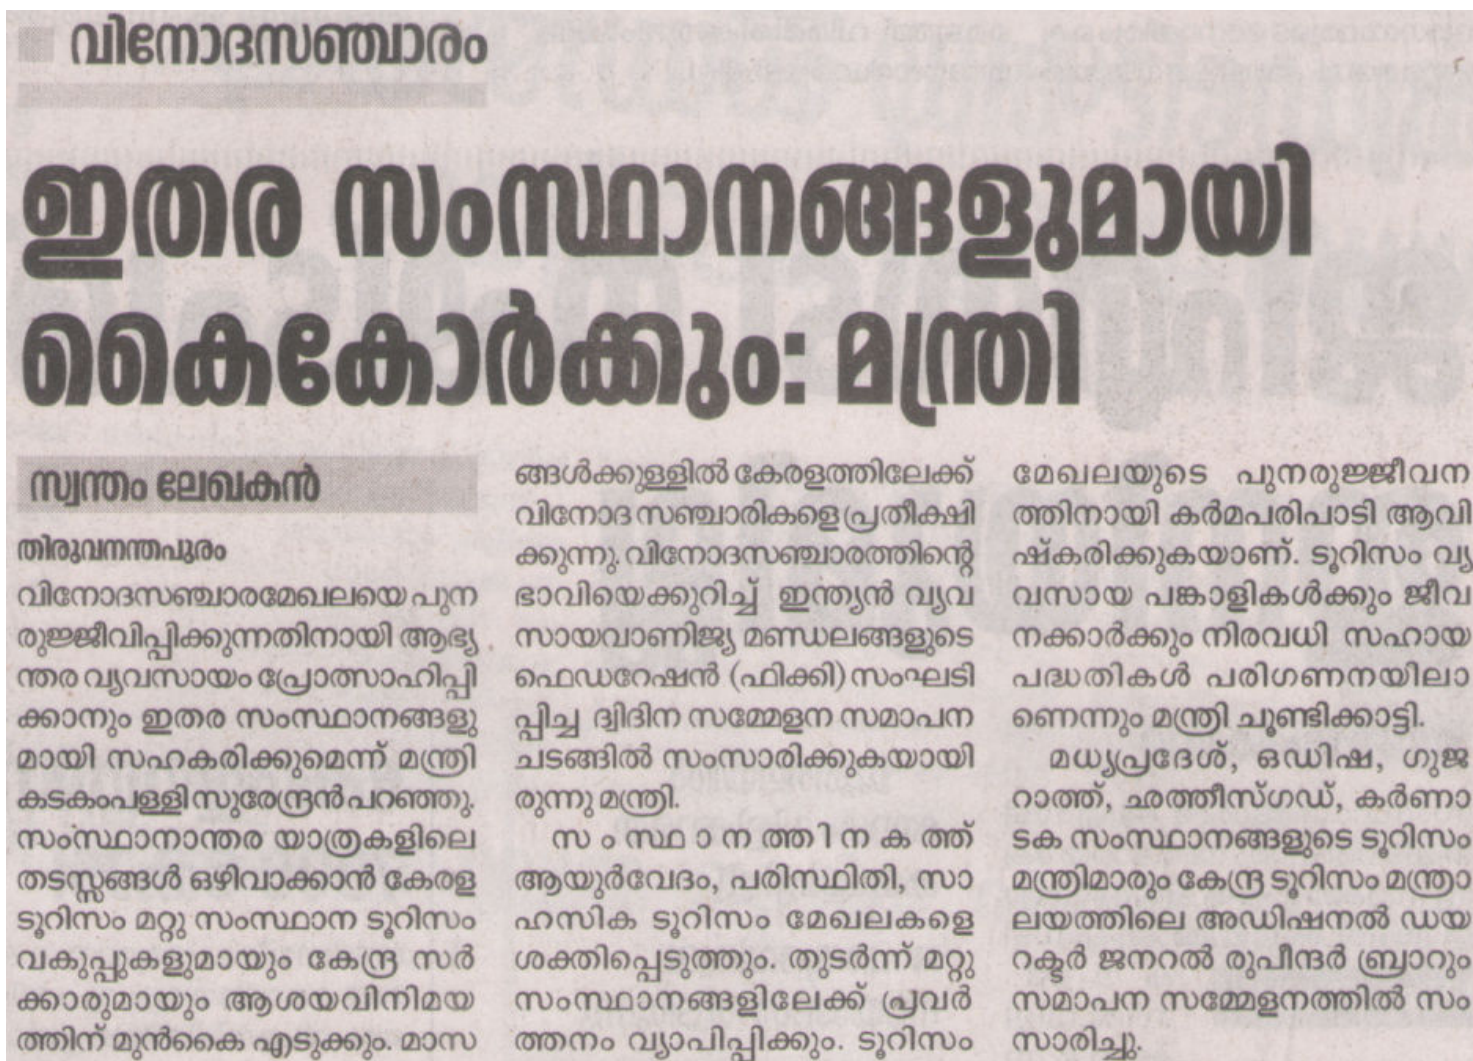 വിനോദസഞ്ചാരം
ഇതര സംസ്ഥാനങ്ങളുമായി
കൈകോർക്കും: മന്ത്രി
സ്വന്തം ലേഖകൻ
തിരുവനന്തപുരം
വിനോദസഞ്ചാരമേഖലയെ പുന
രുജ്ജീവിപ്പിക്കുന്നതിനായി ആഭ്യ
ന്തര വ്യവസായം പ്രോത്സാഹിപ്പി
ക്കാനും ഇതര സംസ്ഥാനങ്ങളു
മായി സഹകരിക്കുമെന്ന് മന്ത്രി
കടകംപള്ളി സുരേന്ദ്രൻ പറഞ്ഞു.
സംസ്ഥാനാന്തര യാത്രകളിലെ
തടസ്സങ്ങൾ ഒഴിവാക്കാൻ കേരള
ടൂറിസം മറ്റു സംസ്ഥാന ടൂറിസം
വകുപ്പുകളുമായും കേന്ദ്ര സർ
ക്കാരുമായും ആശയവിനിമയ
ത്തിന് മുൻകൈ എടുക്കും. മാസ
ങ്ങൾക്കുള്ളിൽ കേരളത്തിലേക്ക്
വിനോദ സഞ്ചാരികളെ പ്രതീക്ഷി
ക്കുന്നു. വിനോദസഞ്ചാരത്തിന്റെ
ഭാവിയെക്കുറിച്ച് ഇന്ത്യൻ വ്യവ
സായവാണിജ്യ മണ്ഡലങ്ങളുടെ
ഫെഡറേഷൻ (ഫിക്കി) സംഘടി
പ്പിച്ച ദ്വിദിന സമ്മേളന സമാപന
ചടങ്ങിൽ സംസാരിക്കുകയായി
രുന്നു മന്ത്രി.
സംസ്ഥാനത്തിനകത്ത്
ആയുർവേദം, പരിസ്ഥിതി, സാ
ഹസിക ടൂറിസം മേഖലകളെ
ശക്തിപ്പെടുത്തും. തുടർന്ന് മറ്റു
സംസ്ഥാനങ്ങളിലേക്ക് പ്രവർ
ത്തനം വ്യാപിപ്പിക്കും. ടൂറിസം
മേഖലയുടെ പുനരുജ്ജീവന
ത്തിനായി കർമപരിപാടി ആവി
ഷ്കരിക്കുകയാണ്. ടൂറിസം വ്യ
വസായ പങ്കാളികൾക്കും ജീവ
നക്കാർക്കും നിരവധി സഹായ
പദ്ധതികൾ പരിഗണനയിലാ
ണെന്നും മന്ത്രി ചൂണ്ടിക്കാട്ടി.
മധ്യപ്രദേശ്, ഒഡിഷ, ഗുജ
റാത്ത്, ഛത്തീസ്ഗഡ്, കർണാ
ടക സംസ്ഥാനങ്ങളുടെ ടൂറിസം
മന്ത്രിമാരും കേന്ദ്ര ടൂറിസം മന്ത്രാ
ലയത്തിലെ അഡിഷനൽ ഡയ
റക്ടർ ജനറൽ രുപീന്ദർ ബ്രാറും
സമാപന സമ്മേളനത്തിൽ സം
സാരിച്ചു.